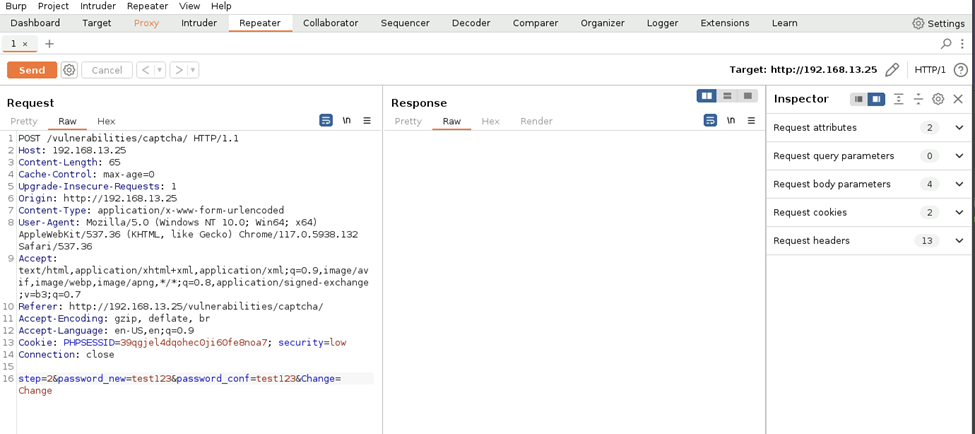 Burp Project Intruder Repeater View Help
Dashboard Target Proxy Intruder Repeater Collaborator Sequencer Decoder Comparer Organizer Logger Extensions Learn Settings
1 × +
Send Cancel < > Target: http://192.168.13.25 HTTP/1 ?
Request
Pretty Raw Hex \n
1 POST /vulnerabilities/captcha/ HTTP/1.1
2 Host: 192.168.13.25
3 Content-Length: 65
4 Cache-Control: max-age=0
5 Upgrade-Insecure-Requests: 1
6 Origin: http://192.168.13.25
7 Content-Type: application/x-www-form-urlencoded
8 User-Agent: Mozilla/5.0 (Windows NT 10.0; Win64; x64)
AppleWebKit/537.36 (KHTML, like Gecko) Chrome/117.0.5938.132
Safari/537.36
9 Accept:
text/html,application/xhtml+xml,application/xml;q=0.9,image/av
if,image/webp,image/apng,*/*;q=0.8,application/signed-exchange
;v=b3;q=0.7
10 Referer: http://192.168.13.25/vulnerabilities/captcha/
11 Accept-Encoding: gzip, deflate, br
12 Accept-Language: en-US,en;q=0.9
13 Cookie: PHPSESSID=39qgjel4dqohec0ji60fe8noa7; security=low
14 Connection: close
15
16 step=2&password_new=test123&password_conf=test123&Change=
Change
Response
Pretty Raw Hex Render \n
Inspector
Request attributes 2
Request query parameters 0
Request body parameters 4
Request cookies 2
Request headers 13